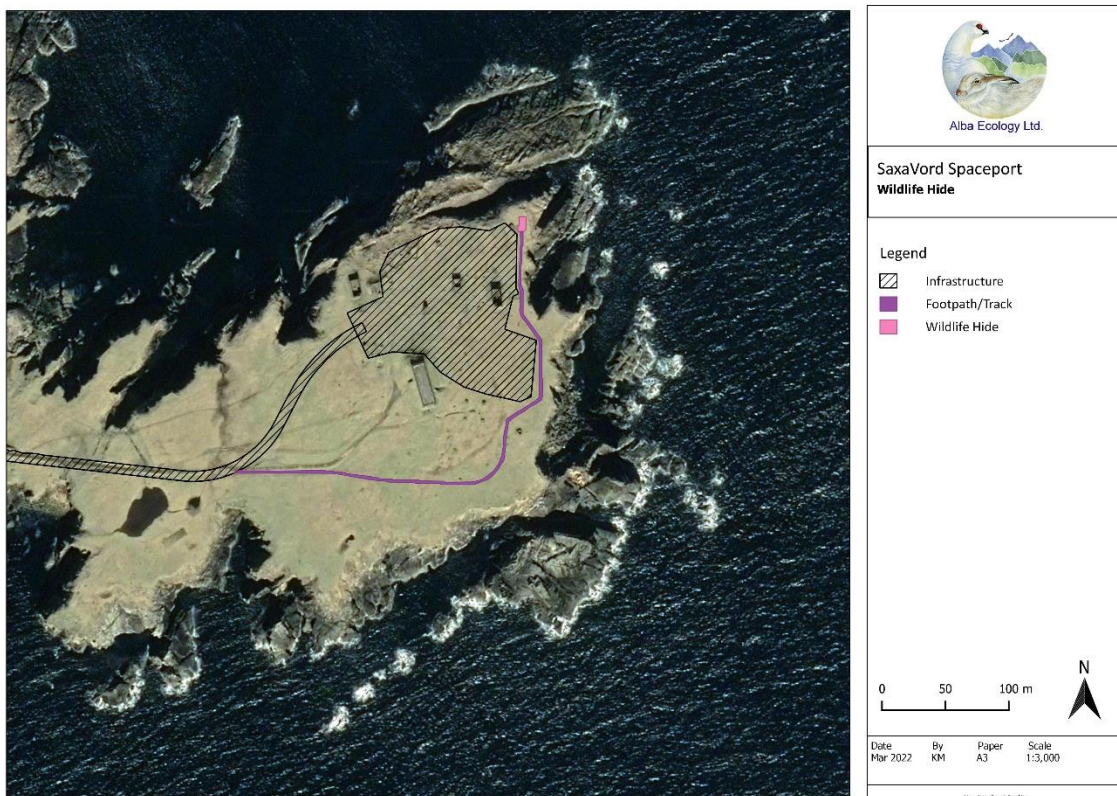 Alba Ecology Ltd.
SaxaVord Spaceport
Wildlife Hide
Legend
Infrastructure
Footpath/Track
Wildlife Hide
N
0 50 100 m
Date By Paper Scale
Mar 2022 KM A3 1:3,000